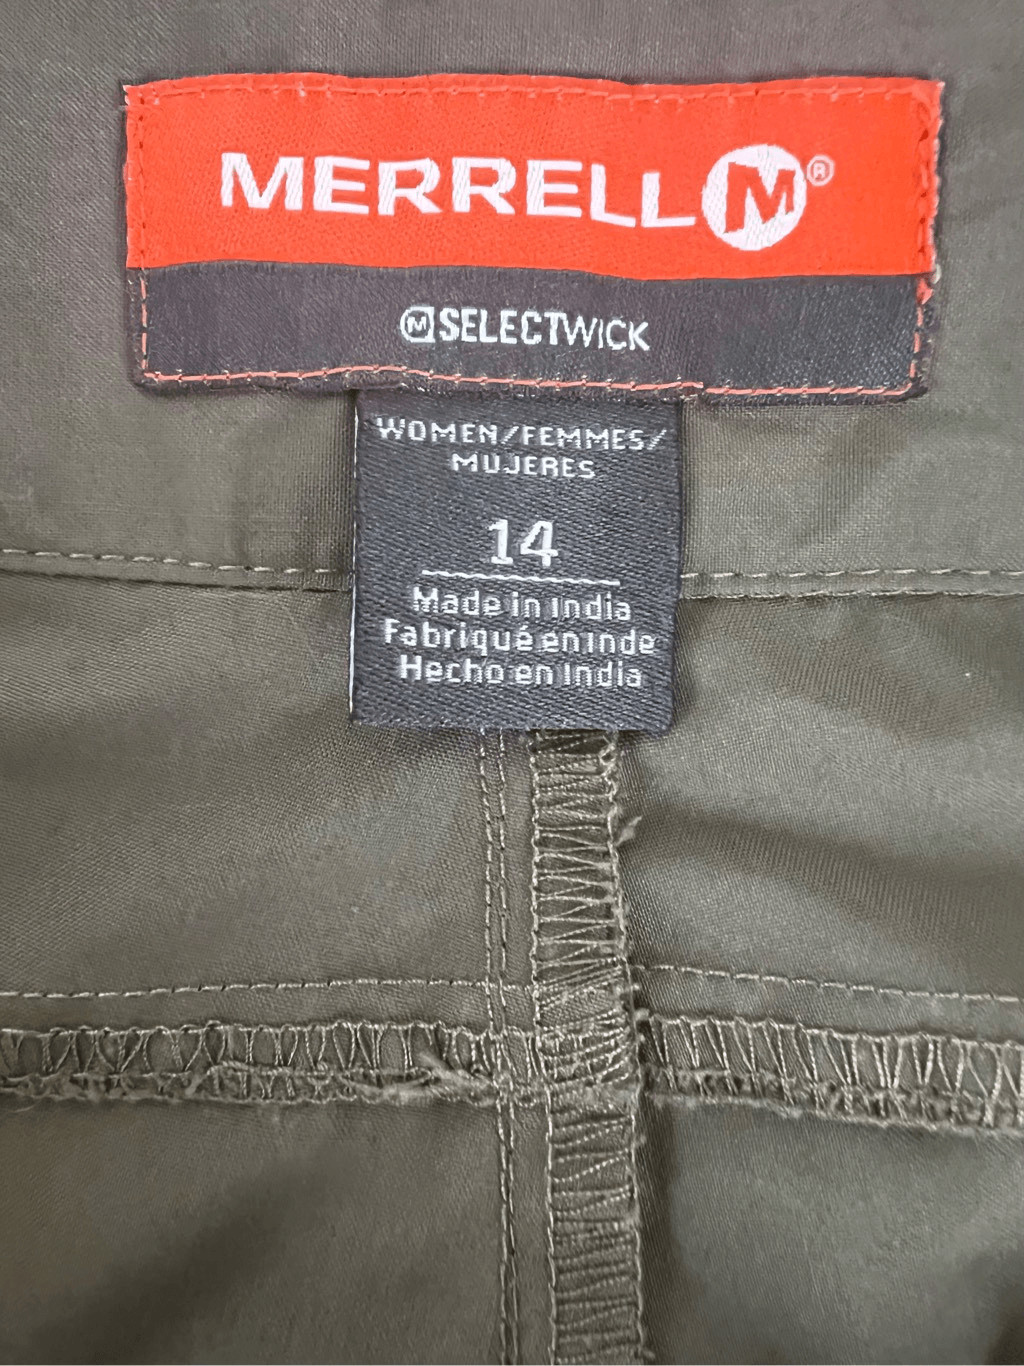 MERRELL M®
M SELECTWICK
WOMEN/FEMMES/
MUJERES
14
Made in India
Fabriqué en Inde
Hecho en India